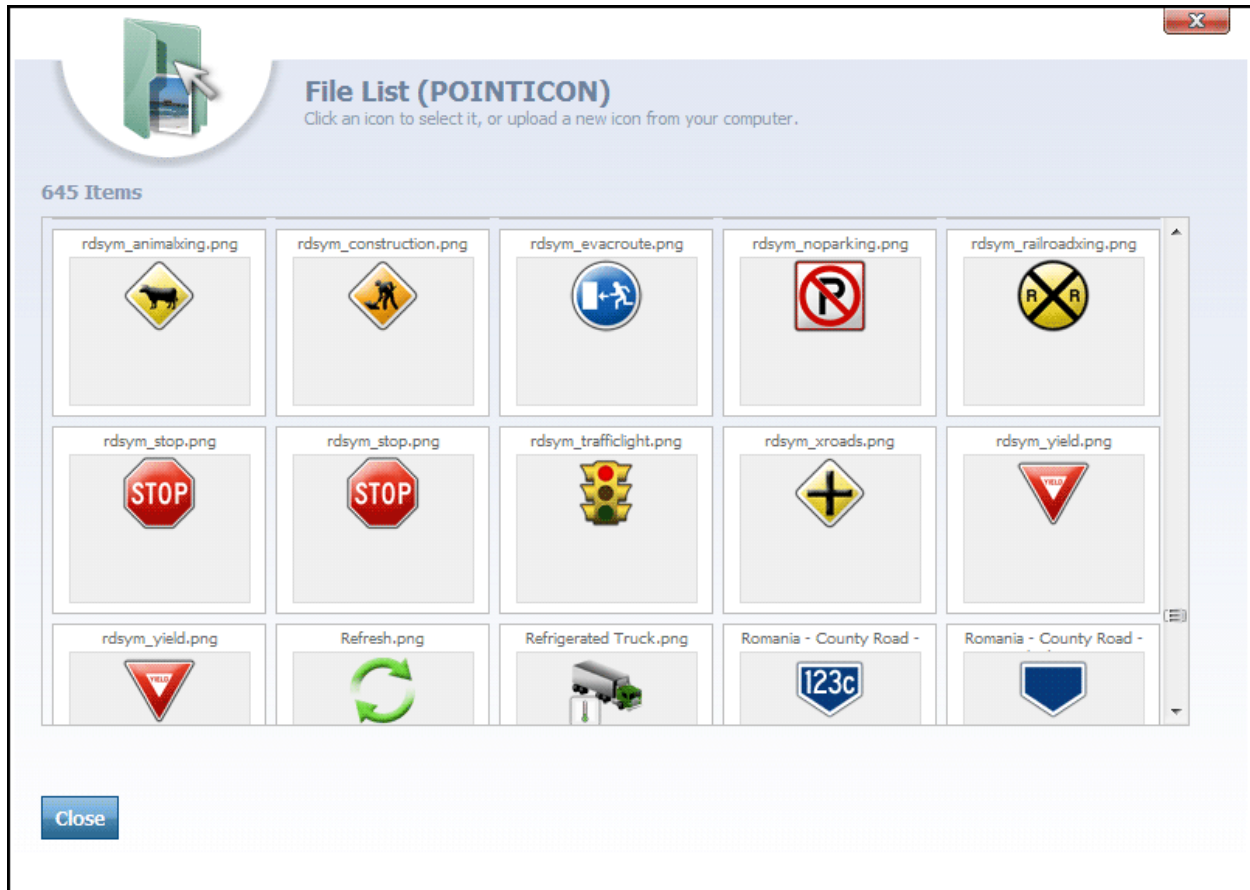 X
File List (POINTICON)
Click an icon to select it, or upload a new icon from your computer.
645 Items
rdsym_animalxing.png
rdsym_construction.png
rdsym_evacroute.png
rdsym_noparking.png
rdsym_railroadxing.png
P
R R
rdsym_stop.png
rdsym_stop.png
rdsym_trafficlight.png
rdsym_xroads.png
rdsym_yield.png
STOP
STOP
YIELD
rdsym_yield.png
Refresh.png
Refrigerated Truck.png
Romania - County Road -
Romania - County Road -
YIELD
123c
Close